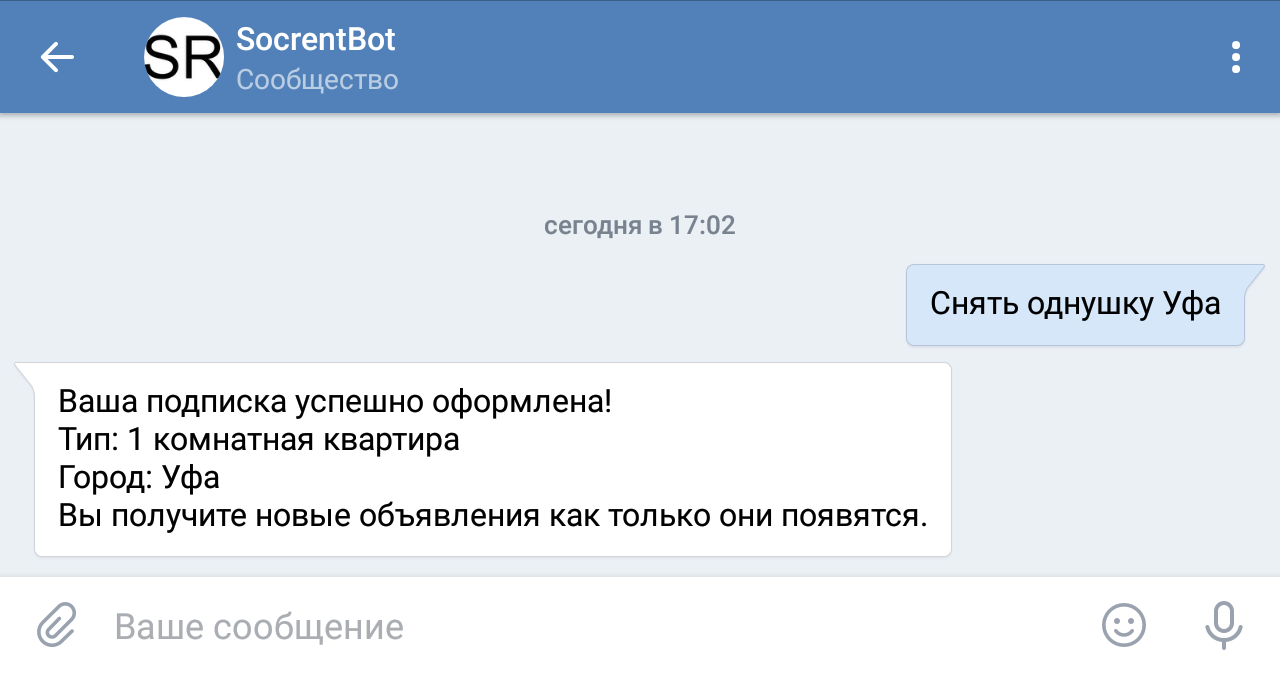 SR
SocrentBot
Сообщество
сегодня в 17:02
Снять однушку Уфа
Ваша подписка успешно оформлена!
Тип: 1 комнатная квартира
Город: Уфа
Вы получите новые объявления как только они появятся.
Ваше сообщение